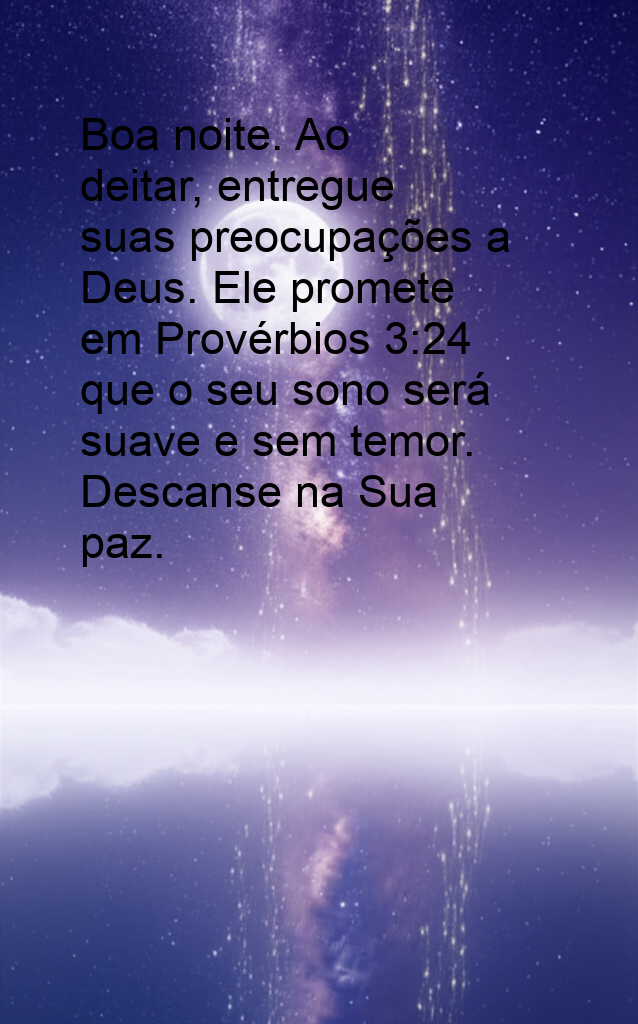 Boa noite. Ao
deitar, entregue
suas preocupações a
Deus. Ele promete
em Provérbios 3:24
que o seu sono será
suave e sem temor.
Descanse na Sua
paz.